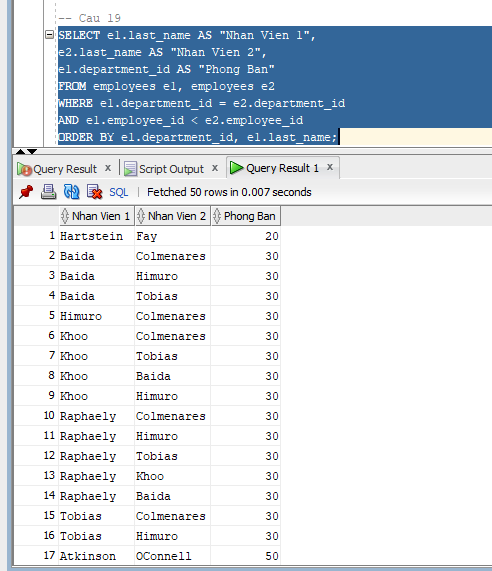 -- Cau 19
SELECT e1.last_name AS "Nhan Vien 1",
e2.last_name AS "Nhan Vien 2",
e1.department_id AS "Phong Ban"
FROM employees e1, employees e2
WHERE e1.department_id = e2.department_id
AND e1.employee_id < e2.employee_id
ORDER BY e1.department_id, e1.last_name;
Query Result x Script Output x Query Result 1 x
SQL | Fetched 50 rows in 0.007 seconds
Nhan Vien 1 Nhan Vien 2 Phong Ban
1 Hartstein Fay 20
2 Baida Colmenares 30
3 Baida Himuro 30
4 Baida Tobias 30
5 Himuro Colmenares 30
6 Khoo Colmenares 30
7 Khoo Tobias 30
8 Khoo Baida 30
9 Khoo Himuro 30
10 Raphaely Colmenares 30
11 Raphaely Himuro 30
12 Raphaely Tobias 30
13 Raphaely Khoo 30
14 Raphaely Baida 30
15 Tobias Colmenares 30
16 Tobias Himuro 30
17 Atkinson OConnell 50